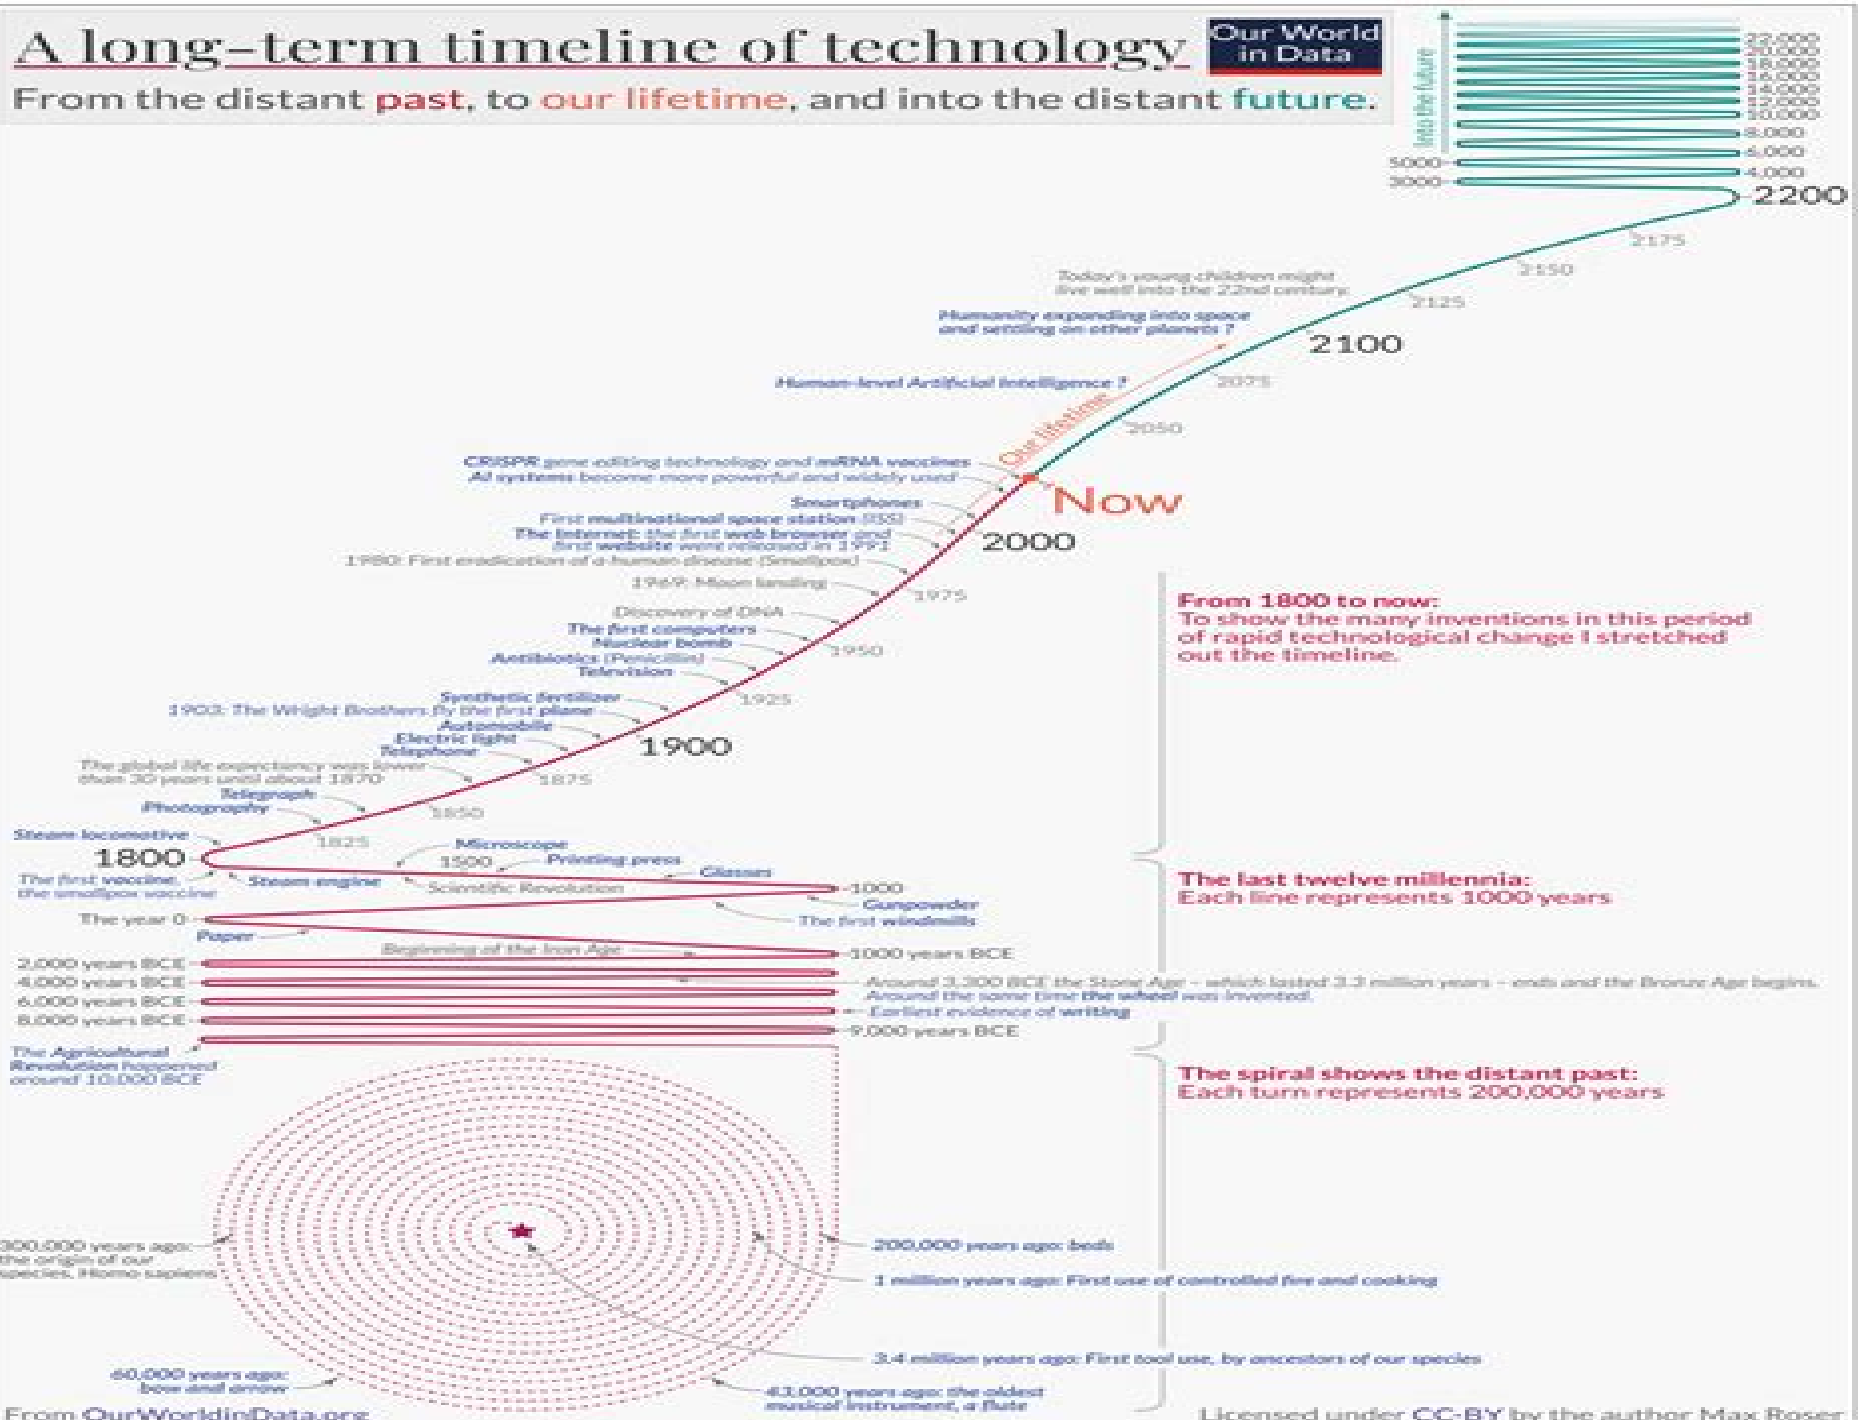 A long-term timeline of technology
Our World
in Data
From the distant past, to our lifetime, and into the distant future.
Into the future
22,000
20,000
18,000
16,000
14,000
12,000
10,000
8,000
6,000
5000
4,000
3000
2200
2175
2150
2125
Today's young children might
live well into the 22nd century.
Humanity expanding into space
and settling on other planets ?
2100
Human-level Artificial Intelligence ?
2075
Our lifetime
2050
CRISPR gene editing technology and mRNA vaccines
AI systems become more powerful and widely used
Now
Smartphones
First multinational space station (ISS)
The Internet: the first web browser and
first website were released in 1991
2000
1980: First eradication of a human disease (Smallpox)
1969: Moon landing
1975
Discovery of DNA
The first computers
Nuclear bomb
1950
Antibiotics (Penicillin)
Television
1925
Synthetic fertilizer
1903: The Wright Brothers fly the first plane
Automobile
Electric light
1900
Telephone
The global life expectancy was lower
than 30 years until about 1870
1875
Telegraph
Photography
1850
Steam locomotive
1825
From 1800 to now:
To show the many inventions in this period
of rapid technological change I stretched
out the timeline.
1800
Microscope
1500
Printing press
Glasses
The first vaccine,
the smallpox vaccine
Steam engine
Scientific Revolution
1000
Gunpowder
The first windmills
The year 0
Paper
Beginning of the Iron Age
1000 years BCE
The last twelve millennia:
Each line represents 1000 years
2,000 years BCE
4,000 years BCE
6,000 years BCE
8,000 years BCE
Around 3,300 BCE the Stone Age – which lasted 3.3 million years – ends and the Bronze Age begins.
Around the same time the wheel was invented.
Earliest evidence of writing
9,000 years BCE
The Agricultural
Revolution happened
around 10,000 BCE
The spiral shows the distant past:
Each turn represents 200,000 years
300,000 years ago:
the origin of our
species, Homo sapiens
200,000 years ago: beds
1 million years ago: First use of controlled fire and cooking
3.4 million years ago: First tool use, by ancestors of our species
60,000 years ago:
bow and arrow
43,000 years ago: the oldest
musical instrument, a flute
From OurWorldinData.org
Licensed under CC-BY by the author Max Roser